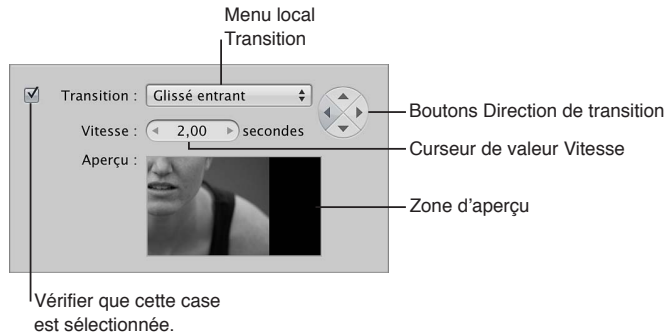 Menu local
Transition
Transition : Glissé entrant
Boutons Direction de transition
Vitesse : 2,00 secondes
Curseur de valeur Vitesse
Aperçu :
Zone d'aperçu
Vérifier que cette case
est sélectionnée.